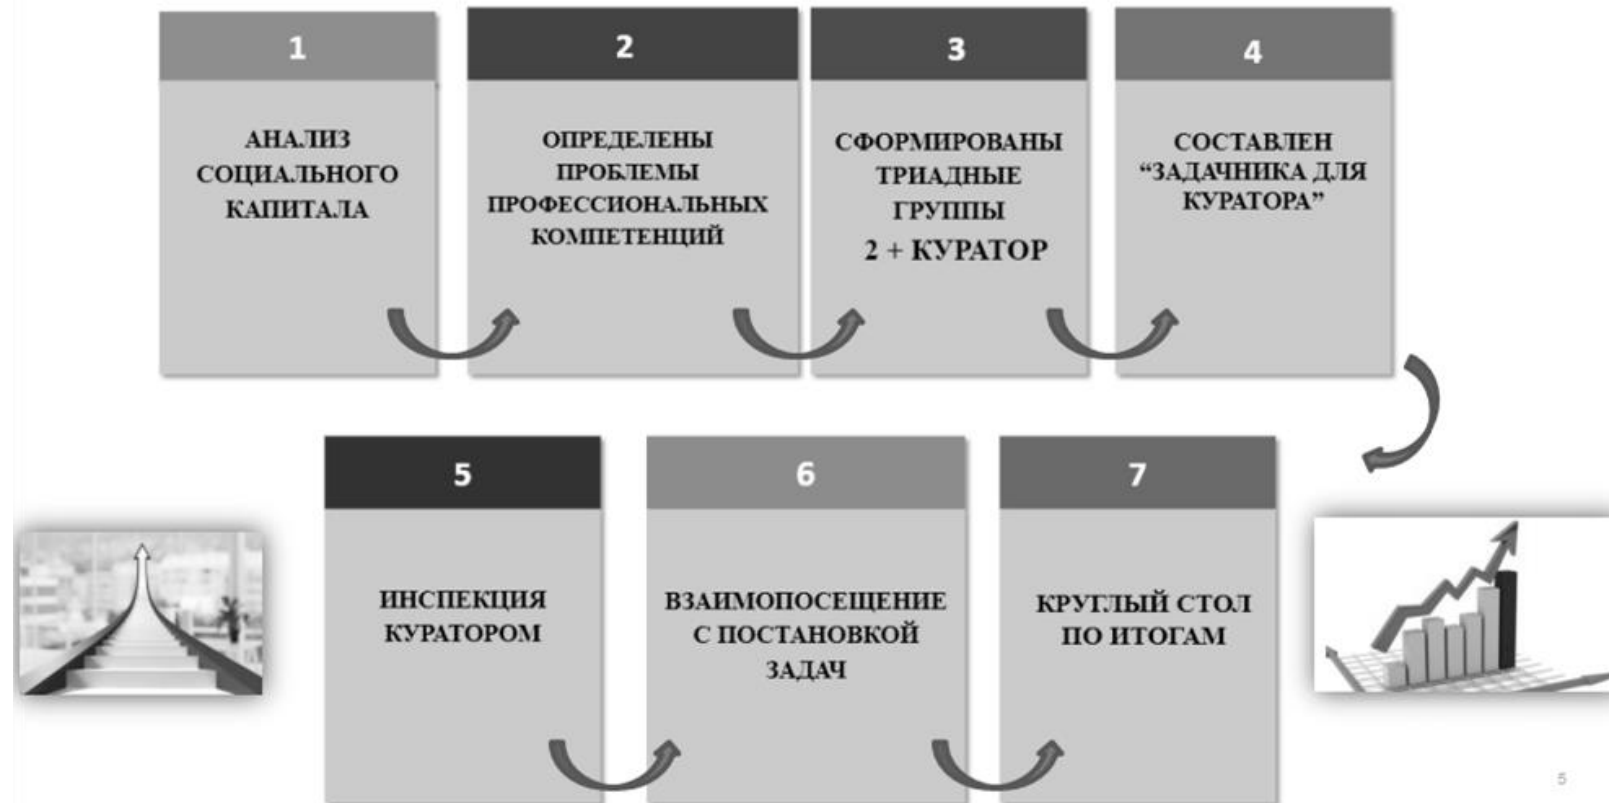 1
АНАЛИЗ
СОЦИАЛЬНОГО
КАПИТАЛА
2
ОПРЕДЕЛЕНЫ
ПРОБЛЕМЫ
ПРОФЕССИОНАЛЬНЫХ
КОМПЕТЕНЦИЙ
3
СФОРМИРОВАНЫ
ТРИАДНЫЕ
ГРУППЫ
2 + КУРАТОР
4
СОСТАВЛЕН
“ЗАДАЧНИКА ДЛЯ
КУРАТОРА”
5
ИНСПЕКЦИЯ
КУРАТОРОМ
6
ВЗАИМОПОСЕЩЕНИЕ
С ПОСТАНОВКОЙ
ЗАДАЧ
7
КРУГЛЫЙ СТОЛ
ПО ИТОГАМ
5